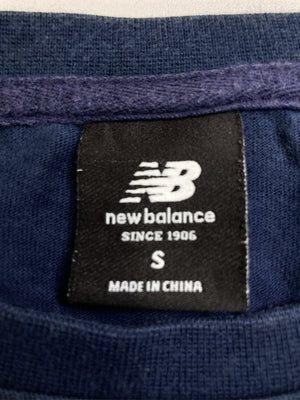 NB
new balance
SINCE 1906
S
MADE IN CHINA